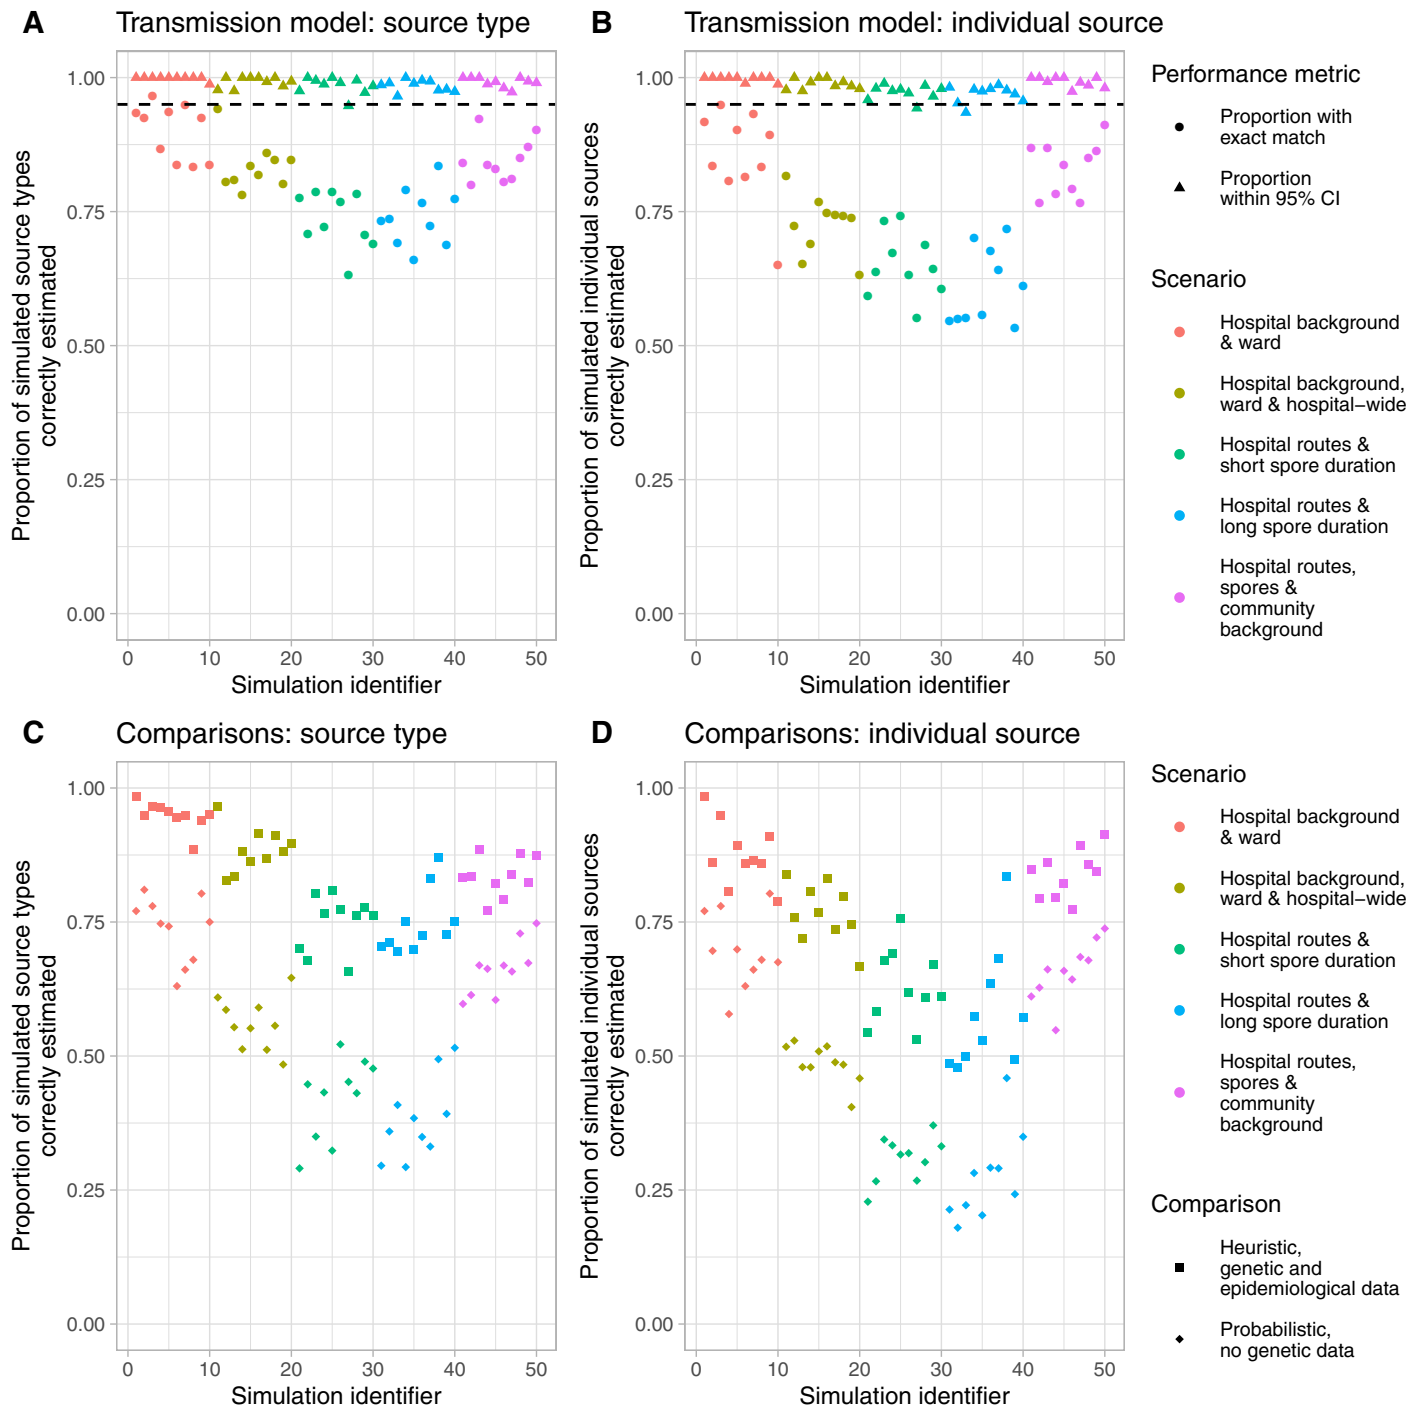 A
Transmission model: source type
Proportion of simulated source types
correctly estimated
1.00
0.75
0.50
0.25
0.00
0 10 20 30 40 50
Simulation identifier
B
Transmission model: individual source
Proportion of simulated individual sources
correctly estimated
1.00
0.75
0.50
0.25
0.00
0 10 20 30 40 50
Simulation identifier
Performance metric
Proportion with
exact match
Proportion
within 95% CI
Scenario
Hospital background
& ward
Hospital background,
ward & hospital−wide
Hospital routes &
short spore duration
Hospital routes &
long spore duration
Hospital routes,
spores &
community
background
C
Comparisons: source type
Proportion of simulated source types
correctly estimated
1.00
0.75
0.50
0.25
0.00
0 10 20 30 40 50
Simulation identifier
D
Comparisons: individual source
Proportion of simulated individual sources
correctly estimated
1.00
0.75
0.50
0.25
0.00
0 10 20 30 40 50
Simulation identifier
Scenario
Hospital background
& ward
Hospital background,
ward & hospital−wide
Hospital routes &
short spore duration
Hospital routes &
long spore duration
Hospital routes,
spores &
community
background
Comparison
Heuristic,
genetic and
epidemiological data
Probabilistic,
no genetic data